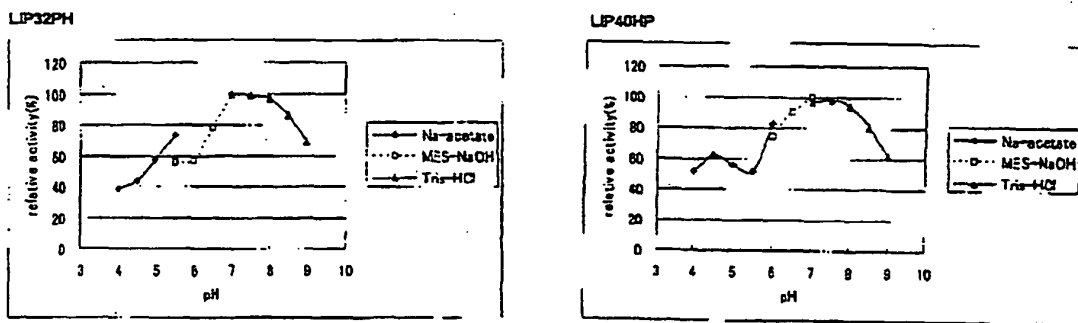 LIP32PH
120
100
80
60
40
20
0
relative activity(%)
3 4 5 6 7 8 9 10
pH
Na-acetate
MES-NaOH
Tris-HCl
LIP40HP
120
100
80
60
40
20
0
relative activity(%)
3 4 5 6 7 8 9 10
pH
Na-acetate
MES-NaOH
Tris-HCl